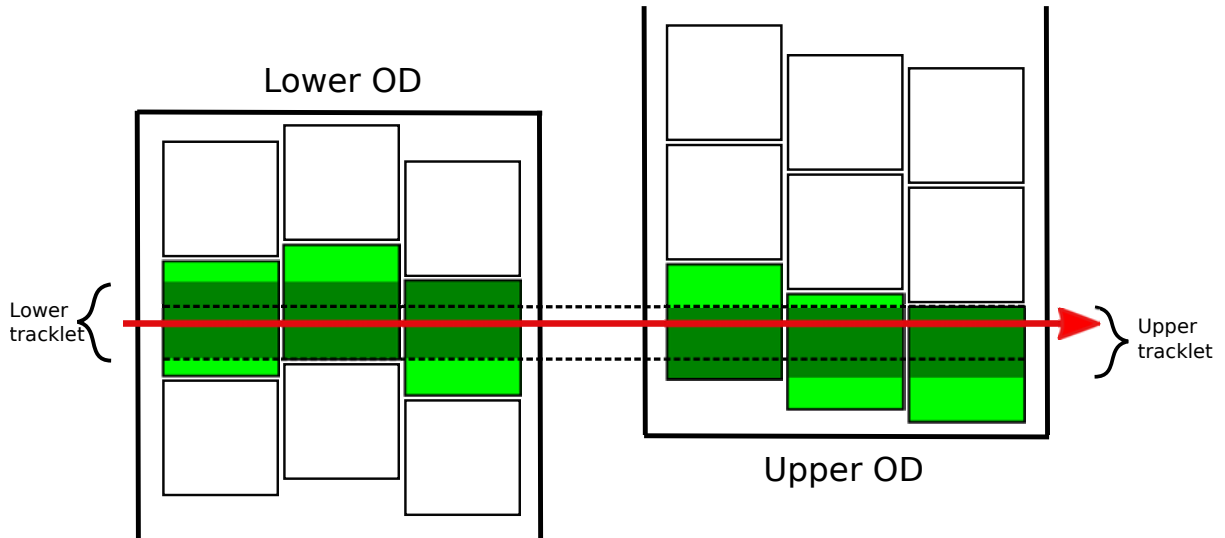 Lower OD
Lower
tracklet
Upper
tracklet
Upper OD